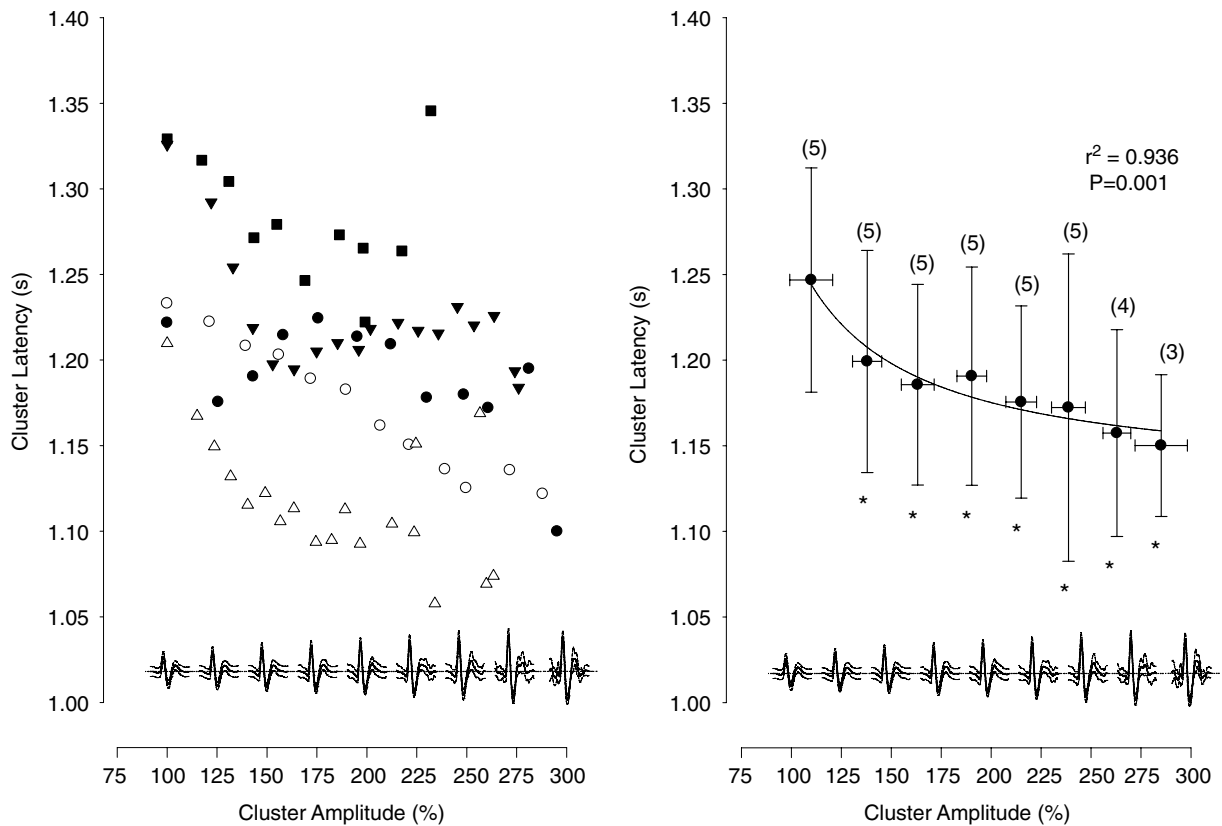 1.40
1.35
1.30
1.25
1.20
1.15
1.10
1.05
1.00
Cluster Latency (s)
75 100 125 150 175 200 225 250 275 300
Cluster Amplitude (%)
1.40
1.35
1.30
1.25
1.20
1.15
1.10
1.05
1.00
Cluster Latency (s)
r² = 0.936
P=0.001
(5) (5) (5) (5) (5) (5) (4) (3)
* * * * * * *
75 100 125 150 175 200 225 250 275 300
Cluster Amplitude (%)